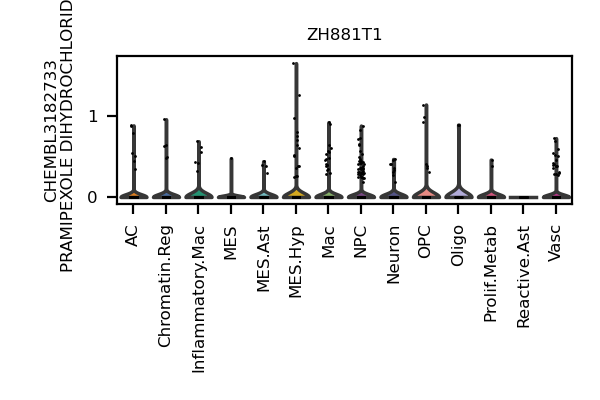 ZH881T1
CHEMBL3182733
PRAMIPEXOLE DIHYDROCHLORID
1
0
AC
Chromatin.Reg
Inflammatory.Mac
MES
MES.Ast
MES.Hyp
Mac
NPC
Neuron
OPC
Oligo
Prolif.Metab
Reactive.Ast
Vasc